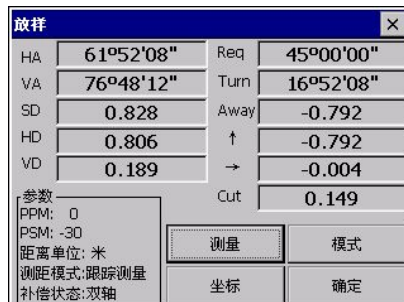 放样 ×
HA 61º52'08" Req 45º00'00"
VA 76º48'12" Turn 16º52'08"
SD 0.828 Away -0.792
HD 0.806 ↑ -0.792
VD 0.189 → -0.004
Cut 0.149
参数
PPM: 0
PSM: -30
距离单位: 米
测距模式:跟踪测量
补偿状态:双轴
测量 模式
坐标 确定